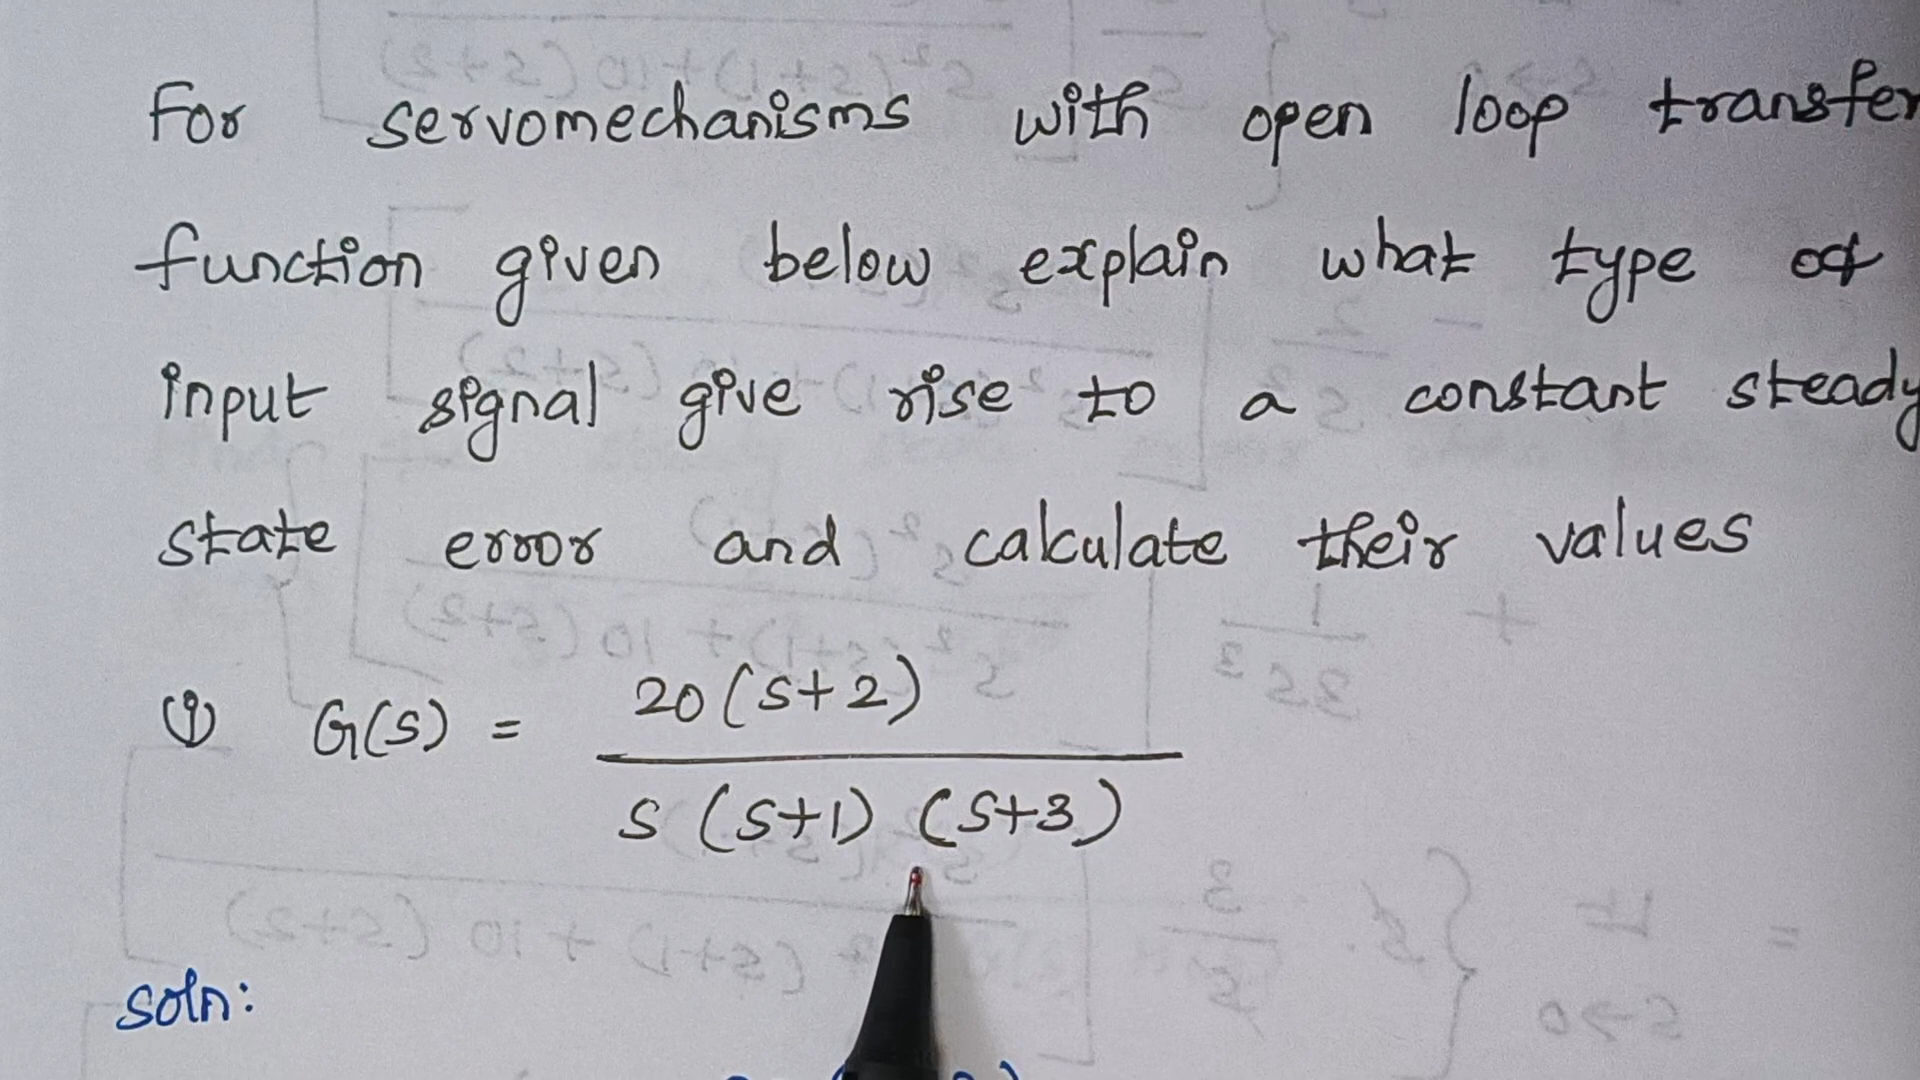 For servomechanisms with open loop transfer
function given below explain what type of
input signal give rise to a constant steady
state error and calculate their values
(i) G(s) = 20(s+2)
s(s+1)(s+3)
soln: